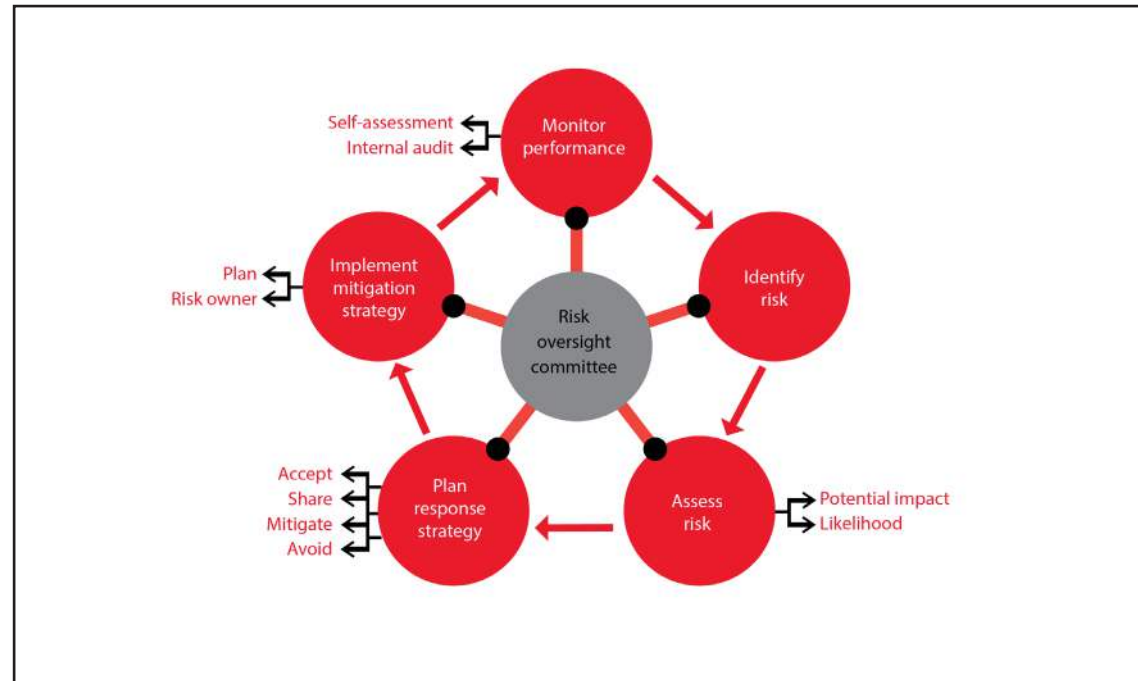 Monitor
performance
Self-assessment
Internal audit
Identify
risk
Assess
risk
Potential impact
Likelihood
Plan
response
strategy
Accept
Share
Mitigate
Avoid
Implement
mitigation
strategy
Plan
Risk owner
Risk
oversight
committee